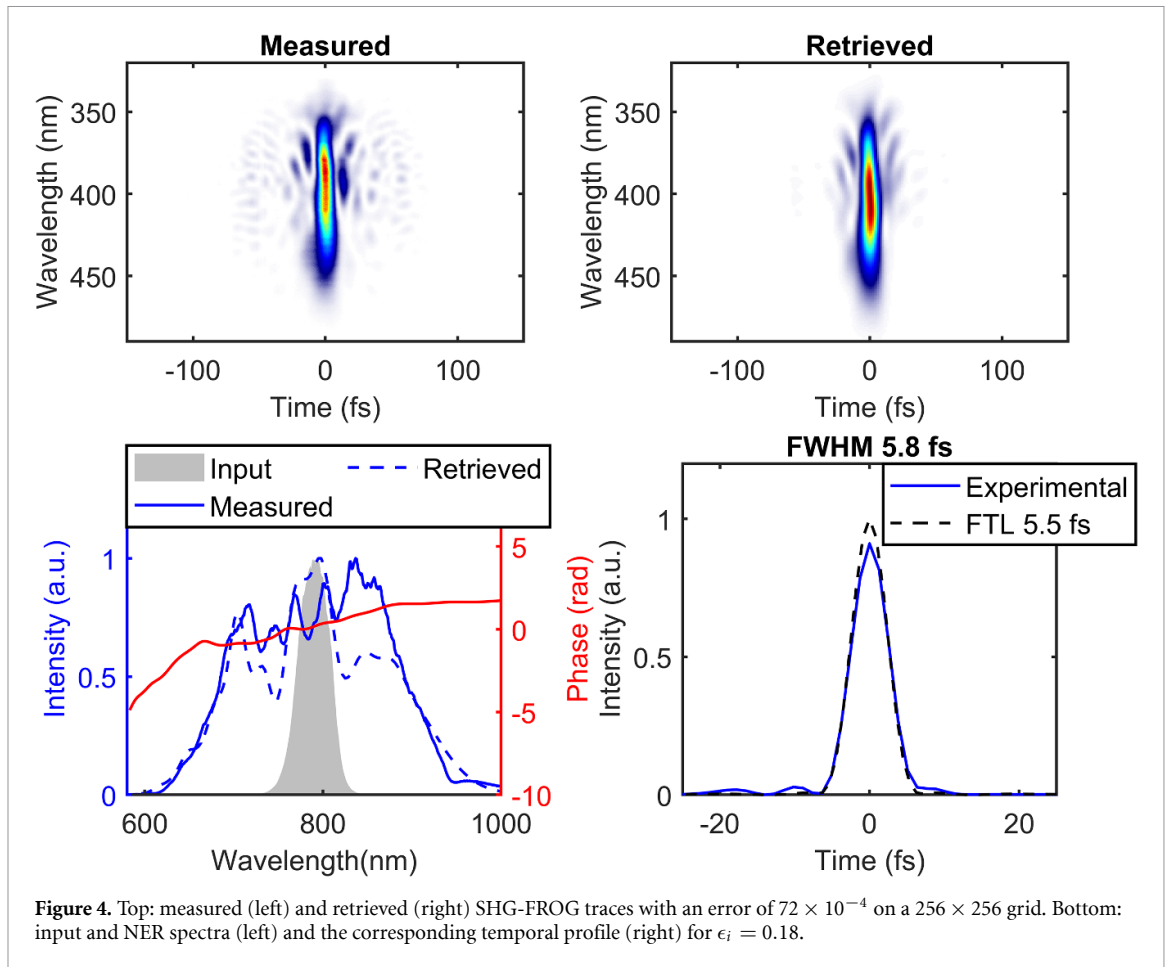 Measured
Retrieved
Wavelength (nm)
350
400
450
-100
0
100
Time (fs)
Wavelength (nm)
350
400
450
-100
0
100
Time (fs)
Input
Retrieved
Measured
Intensity (a.u.)
1
0.5
0
600
800
1000
Wavelength(nm)
5
0
-5
-10
Phase (rad)
FWHM 5.8 fs
Experimental
FTL 5.5 fs
Intensity (a.u.)
1
0.5
0
-20
0
20
Time (fs)
Figure 4. Top: measured (left) and retrieved (right) SHG-FROG traces with an error of 72 × 10⁻⁴ on a 256 × 256 grid. Bottom:
input and NER spectra (left) and the corresponding temporal profile (right) for ϵᵢ = 0.18.